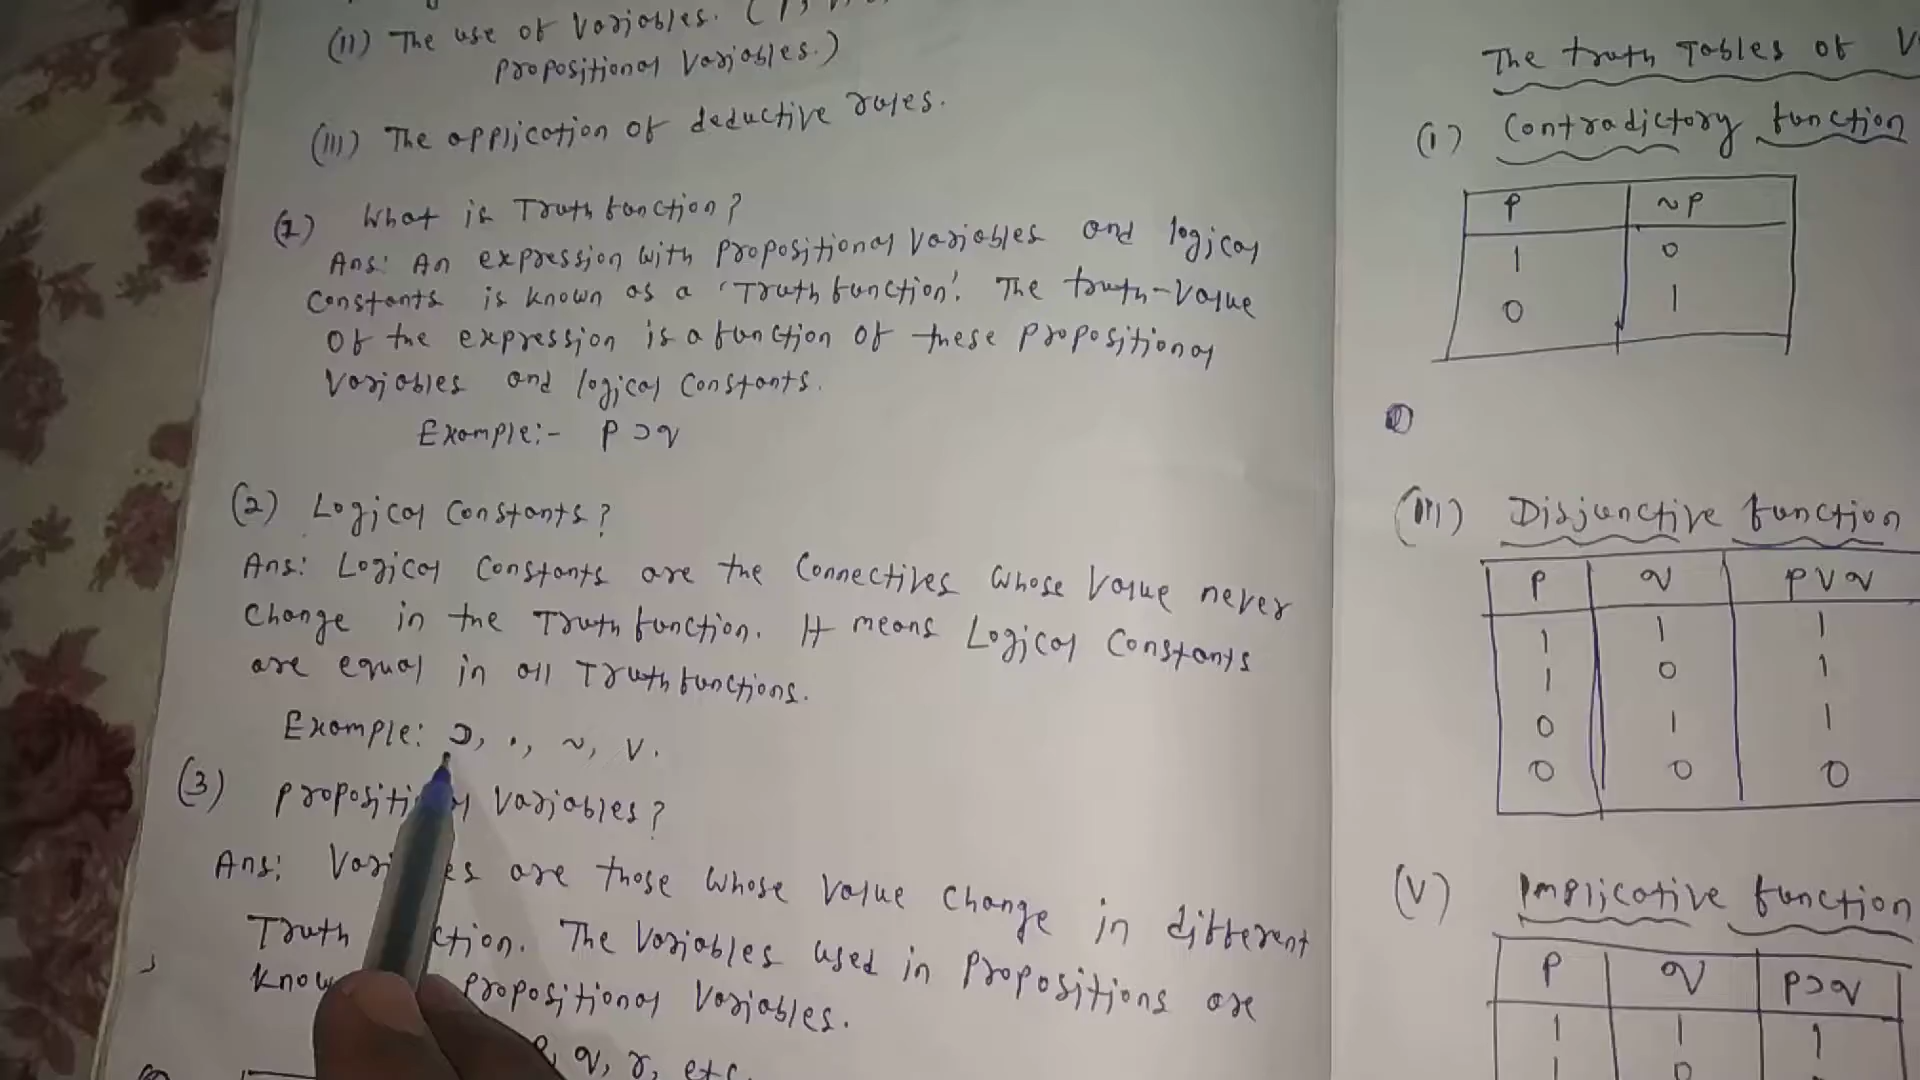 (II) The use of Variables. (
propositional Variables.)
(III) The application of deductive rules.
(1) What is Truth function?
Ans: An expression with propositional Variables and logical
Constants is known as a 'Truth function'. The truth-Value
Of the expression is a function of these propositional
Variables and logical Constants.
Example:- P ⊃ q
(2) Logical Constants?
Ans: Logical Constants are the Connectives whose Value never
Change in the Truth function. It means Logical Constants
are equal in all Truth functions.
Example: ⊃, ·, ~, V.
(3) Variables?
Ans: are those whose Value Change in different
Truth The Variables used in propositions are
propositional Variables.
q, r, etc.
The truth Tables of
(I) Contradictory function
P ~P
1 0
0 1
(III) Disjunctive function
P q P V q
1 1 1
1 0 1
0 1 1
0 0 0
(V) Implicative function
P q P ⊃ q
1 1 1
1 0